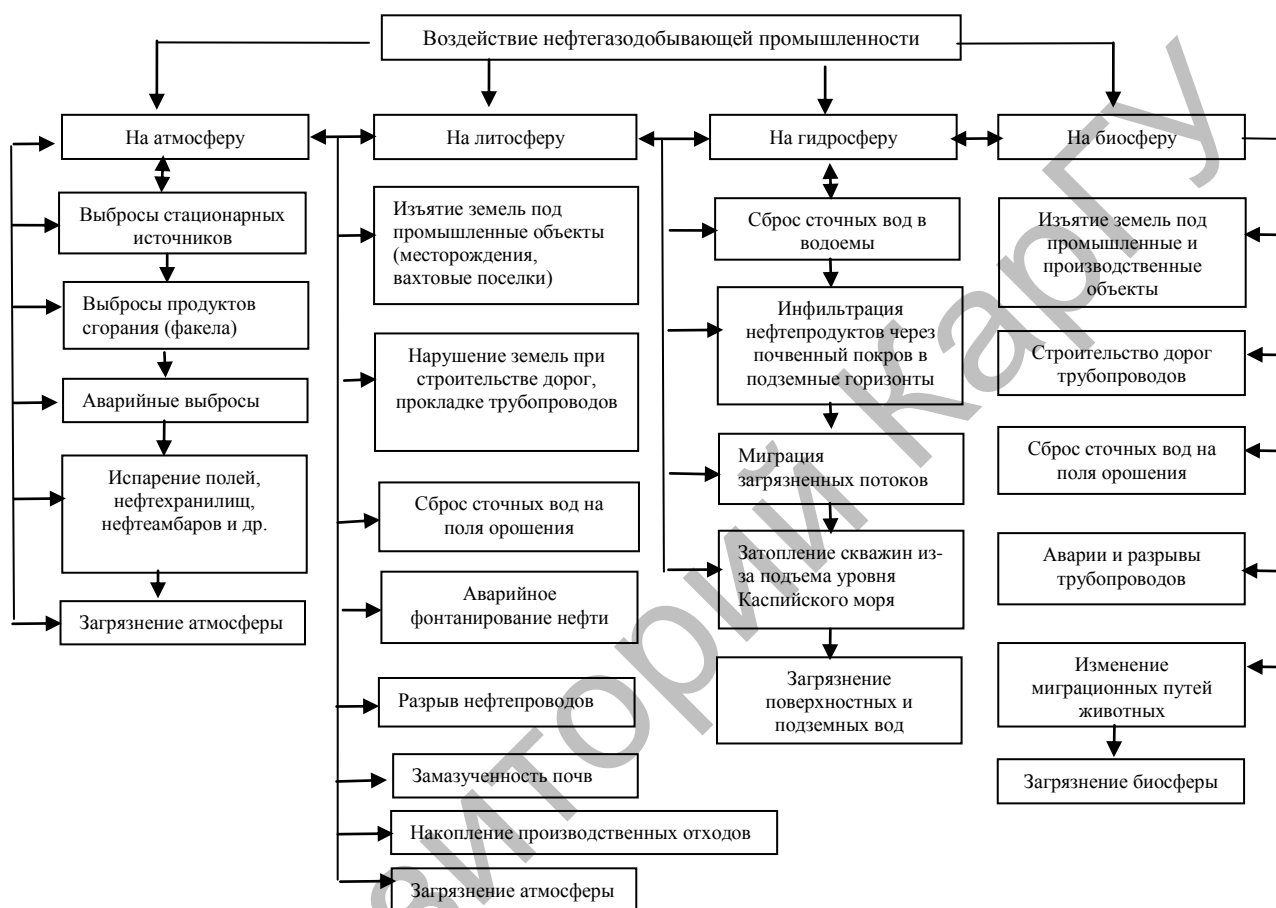 Воздействие нефтегазодобывающей промышленности
На атмосферу
На литосферу
На гидросферу
На биосферу
Выбросы стационарных
источников
Выбросы продуктов
сгорания (факела)
Аварийные выбросы
Испарение полей,
нефтехранилищ,
нефтеамбаров и др.
Загрязнение атмосферы
Изъятие земель под
промышленные объекты
(месторождения,
вахтовые поселки)
Нарушение земель при
строительстве дорог,
прокладке трубопроводов
Сброс сточных вод на
поля орошения
Аварийное
фонтанирование нефти
Разрыв нефтепроводов
Замазученность почв
Накопление производственных отходов
Загрязнение атмосферы
Сброс сточных вод в
водоемы
Инфильтрация
нефтепродуктов через
почвенный покров в
подземные горизонты
Миграция
загрязненных потоков
Затопление скважин из-
за подъема уровня
Каспийского моря
Загрязнение
поверхностных и
подземных вод
Изъятие земель под
промышленные и
производственные
объекты
Строительство дорог
трубопроводов
Сброс сточных вод на
поля орошения
Аварии и разрывы
трубопроводов
Изменение
миграционных путей
животных
Загрязнение биосферы
зиторий КарГУ